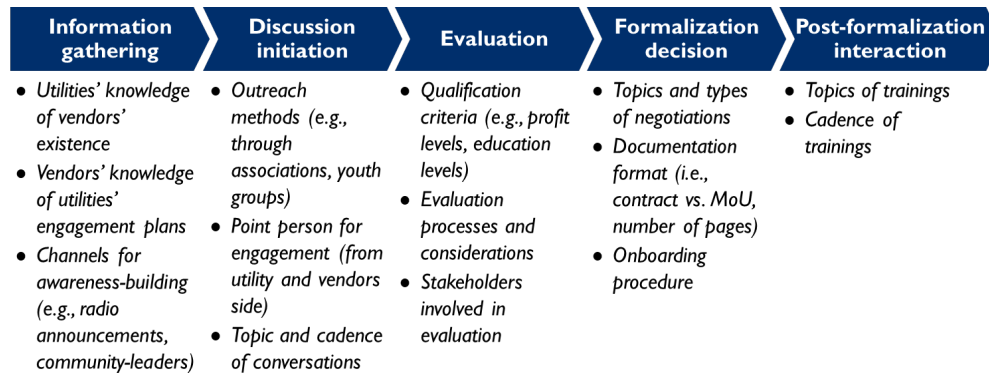 Information
gathering
Discussion
initiation
Evaluation
Formalization
decision
Post-formalization
interaction
● Utilities’ knowledge
of vendors’
existence
● Vendors’ knowledge
of utilities’
engagement plans
● Channels for
awareness-building
(e.g., radio
announcements,
community-leaders)
● Outreach
methods (e.g.,
through
associations, youth
groups)
● Point person for
engagement (from
utility and vendors
side)
● Topic and cadence
of conversations
● Qualification
criteria (e.g., profit
levels, education
levels)
● Evaluation
processes and
considerations
● Stakeholders
involved in
evaluation
● Topics and types
of negotiations
● Documentation
format (i.e.,
contract vs. MoU,
number of pages)
● Onboarding
procedure
● Topics of trainings
● Cadence of
trainings